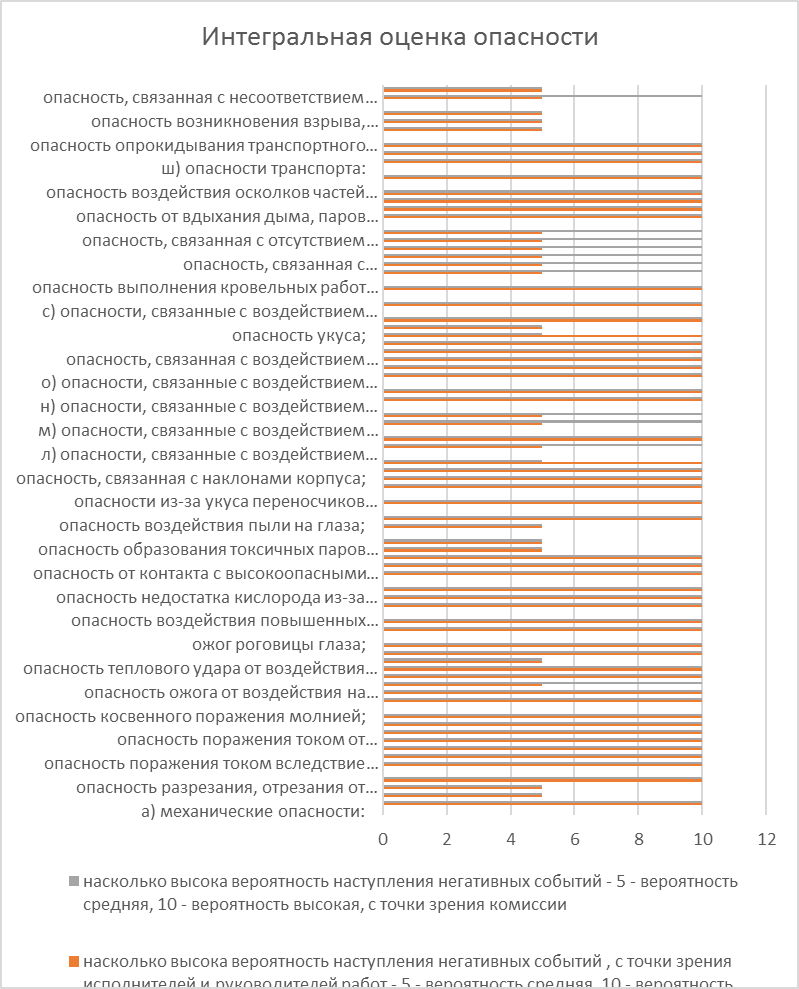 Интегральная оценка опасности
опасность, связанная с несоответствием...
опасность возникновения взрыва,...
опасность опрокидывания транспортного...
ш) опасности транспорта:
опасность воздействия осколков частей...
опасность от вдыхания дыма, паров...
опасность, связанная с отсутствием...
опасность, связанная с...
опасность выполнения кровельных работ...
с) опасности, связанные с воздействием...
опасность укуса;
опасность, связанная с воздействием...
о) опасности, связанные с воздействием...
н) опасности, связанные с воздействием...
м) опасности, связанные с воздействием...
л) опасности, связанные с воздействием...
опасность, связанная с наклонами корпуса;
опасности из-за укуса переносчиков...
опасность воздействия пыли на глаза;
опасность образования токсичных паров...
опасность от контакта с высокоопасными...
опасность недостатка кислорода из-за...
опасность воздействия повышенных...
ожог роговицы глаза;
опасность теплового удара от воздействия...
опасность ожога от воздействия на...
опасность косвенного поражения молнией;
опасность поражения током от...
опасность поражения током вследствие...
опасность разрезания, отрезания от...
а) механические опасности:
0 2 4 6 8 10 12
насколько высока вероятность наступления негативных событий - 5 - вероятность
средняя, 10 - вероятность высокая, с точки зрения комиссии
насколько высока вероятность наступления негативных событий , с точки зрения
исполнителей и руководителей работ - 5 - вероятность средняя, 10 - вероятность